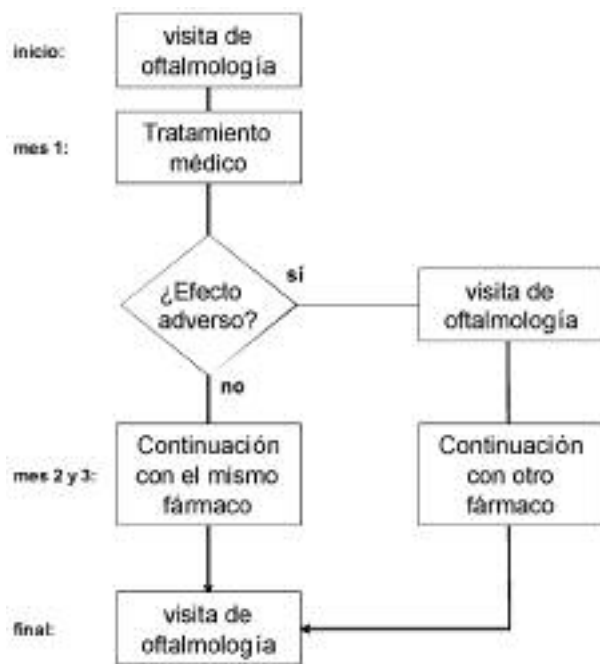 inicio:
visita de
oftalmología
mes 1:
Tratamiento
médico
¿Efecto
adverso?
sí
visita de
oftalmología
no
mes 2 y 3:
Continuación
con el mismo
fármaco
Continuación
con otro
fármaco
final:
visita de
oftalmología